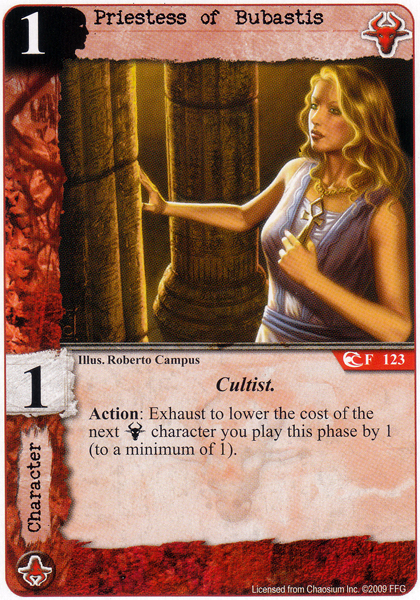 1
Priestess of Bubastis
Illus. Roberto Campus
F 123
1
Cultist.
Action: Exhaust to lower the cost of the
next character you play this phase by 1
(to a minimum of 1).
Character
Licensed from Chaosium Inc. ©2009 FFG